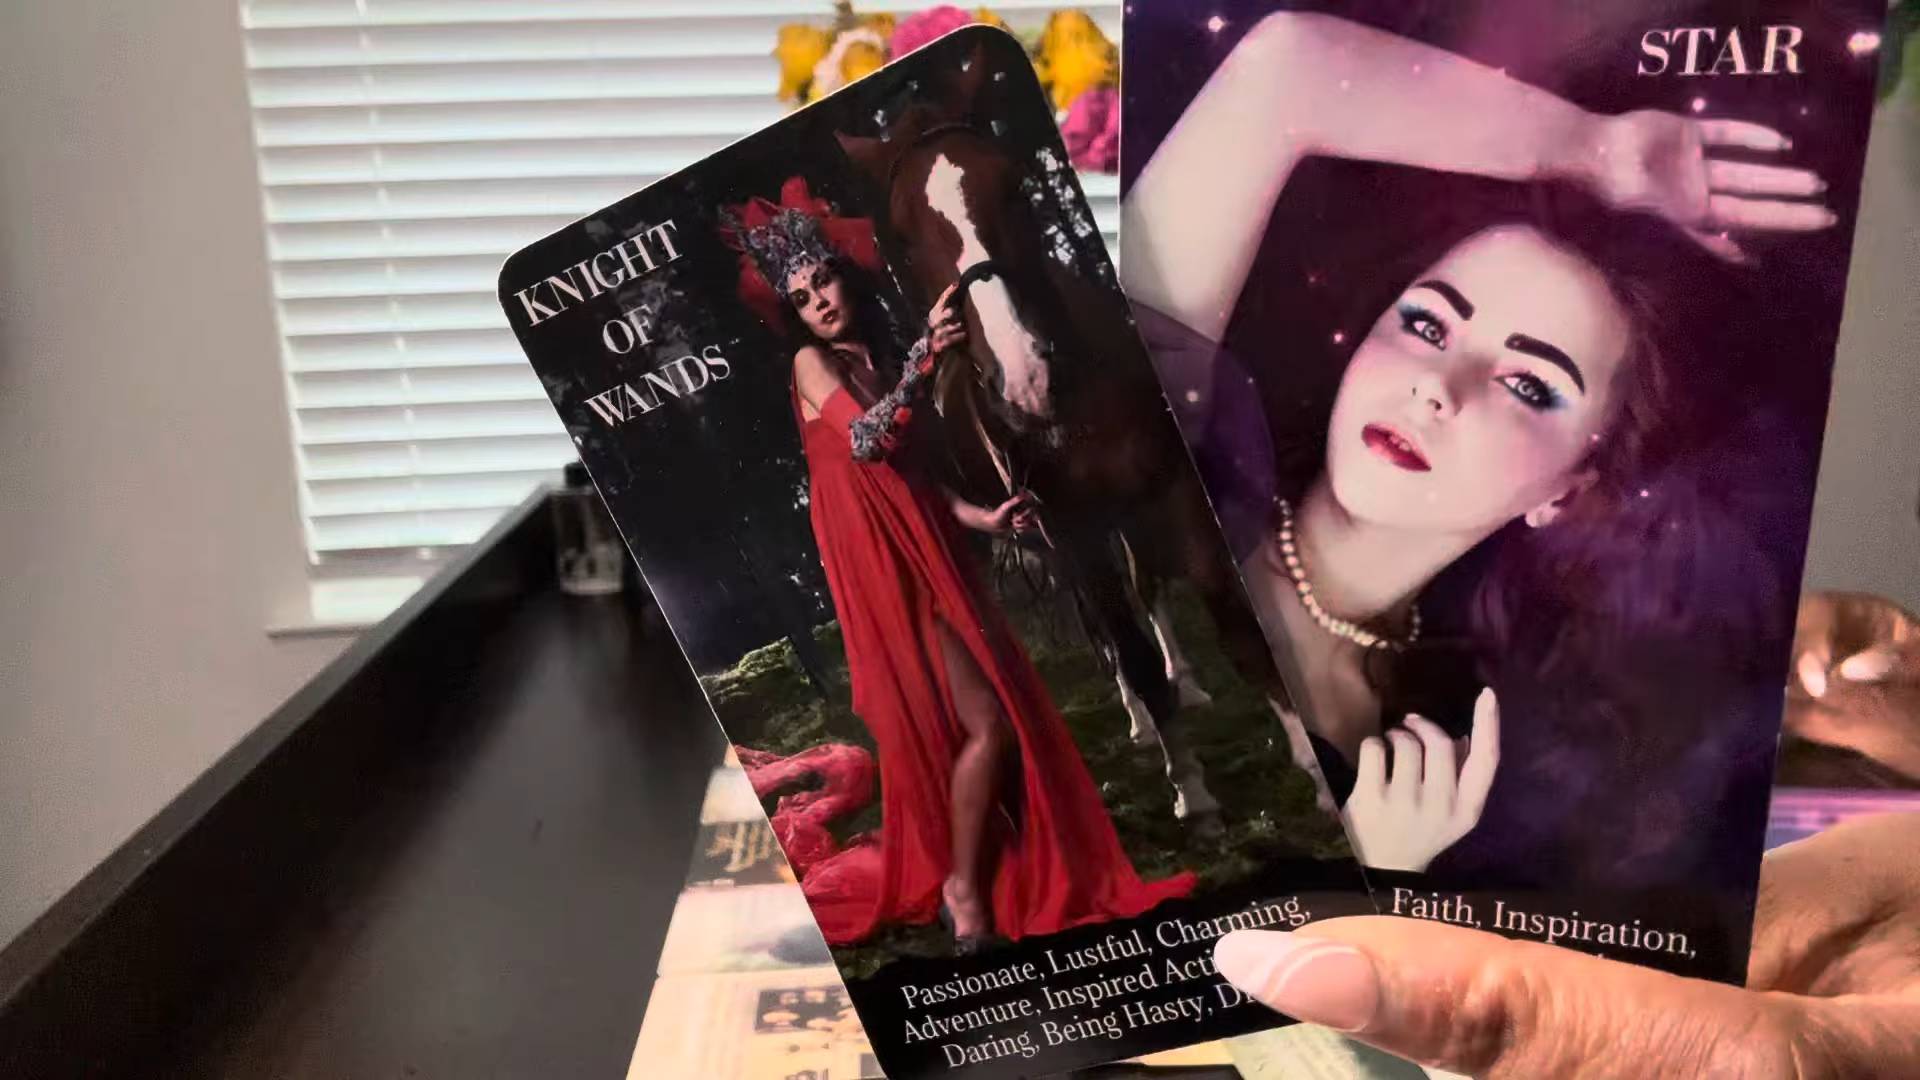 KNIGHT
OF
WANDS
Passionate, Lustful, Charming,
Adventure, Inspired
Daring, Being Hasty,
STAR
Faith, Inspiration,